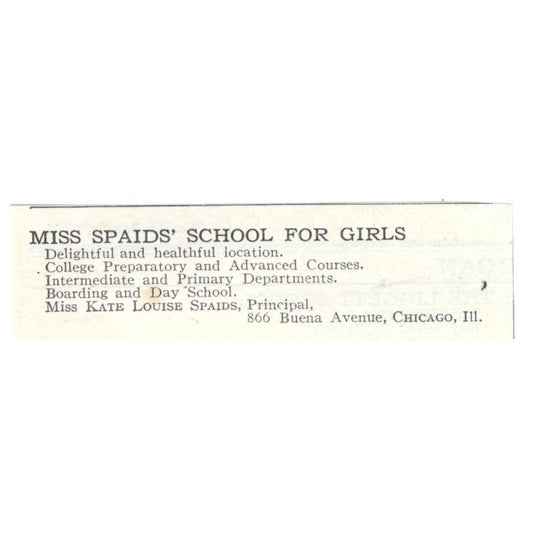 MISS SPAIDS' SCHOOL FOR GIRLS
Delightful and healthful location.
College Preparatory and Advanced Courses.
Intermediate and Primary Departments.
Boarding and Day School.
MISS KATE LOUISE SPAIDS, Principal,
866 Buena Avenue, CHICAGO, Ill.